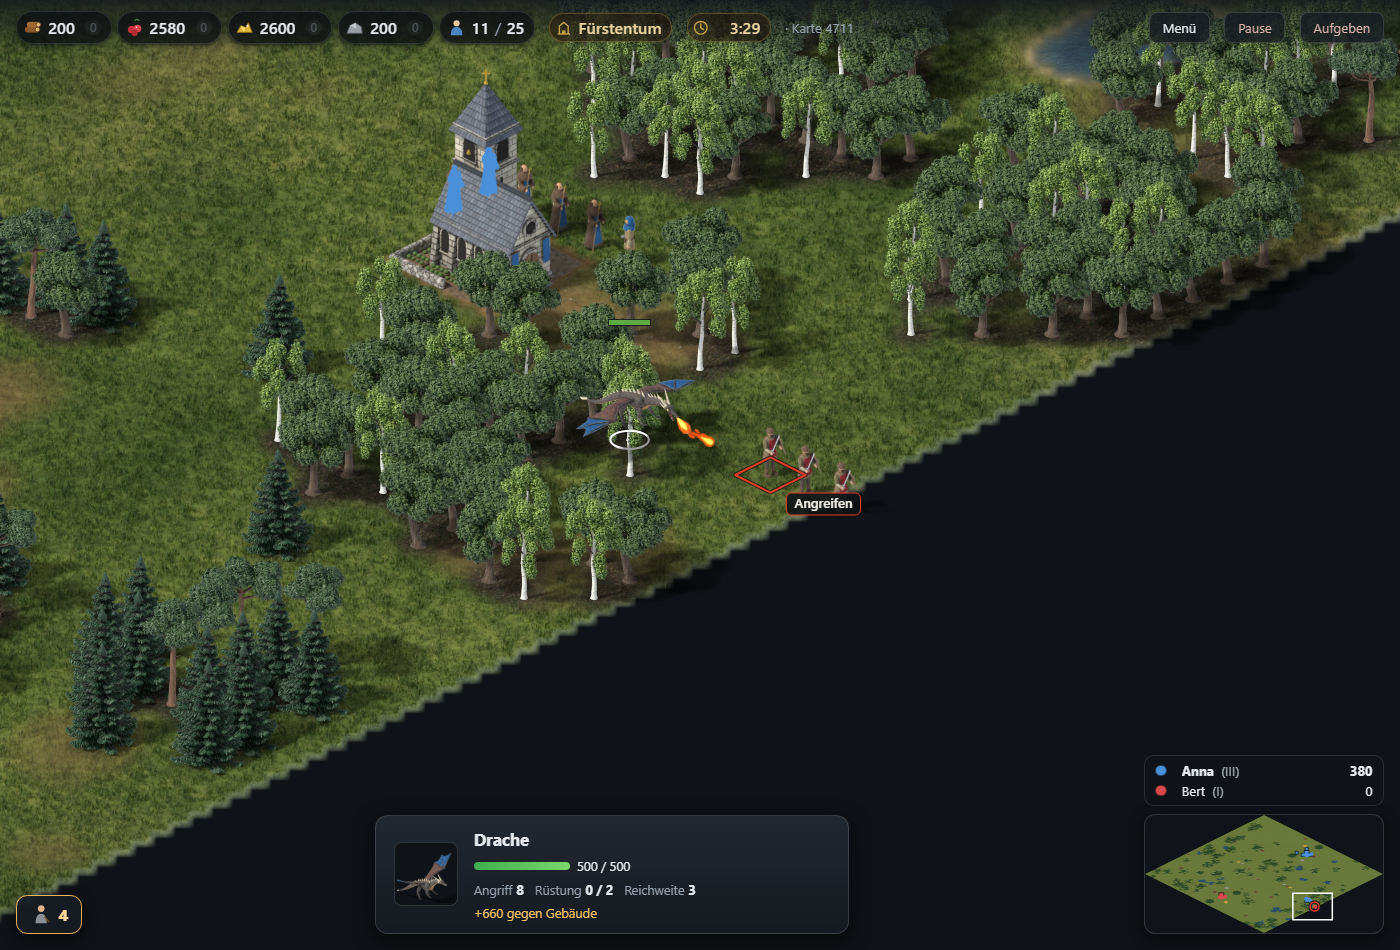 200 0 2580 0 2600 0 200 0 11 / 25 Fürstentum 3:29 · Karte 4711 Menü Pause Aufgeben
Angreifen
Anna (III) 380
Bert (I) 0
Drache
500 / 500
Angriff 8 Rüstung 0 / 2 Reichweite 3
+660 gegen Gebäude
4